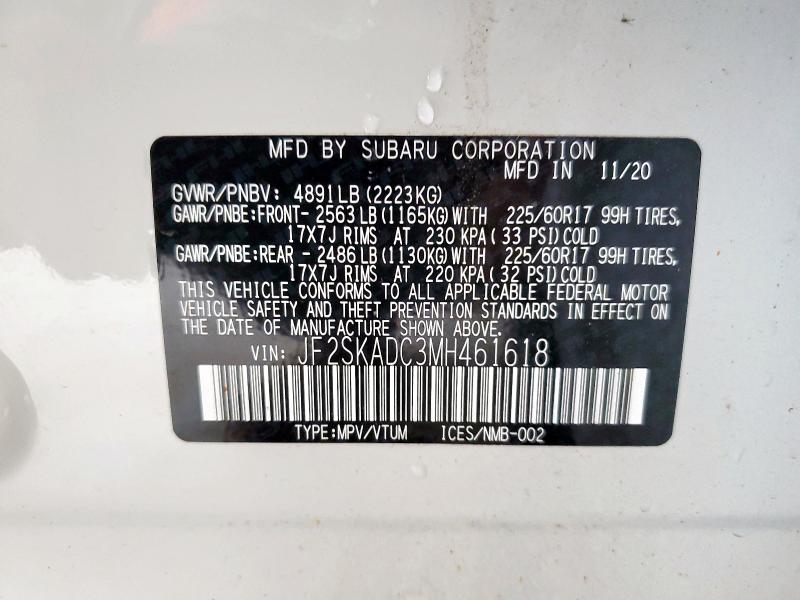 MFD BY SUBARU CORPORATION
MFD IN 11/20
GVWR/PNBV: 4891LB (2223KG)
GAWR/PNBE:FRONT- 2563 LB (1165KG) WITH 225/60R17 99H TIRES,
17X7J RIMS AT 230 KPA (33 PSI) COLD
GAWR/PNBE:REAR - 2486 LB (1130KG) WITH 225/60R17 99H TIRES,
17X7J RIMS AT 220 KPA (32 PSI) COLD
THIS VEHICLE CONFORMS TO ALL APPLICABLE FEDERAL MOTOR
VEHICLE SAFETY AND THEFT PREVENTION STANDARDS IN EFFECT ON
THE DATE OF MANUFACTURE SHOWN ABOVE.
VIN: JF2SKADC3MH461618
TYPE:MPV/VTUM ICES/NMB-002